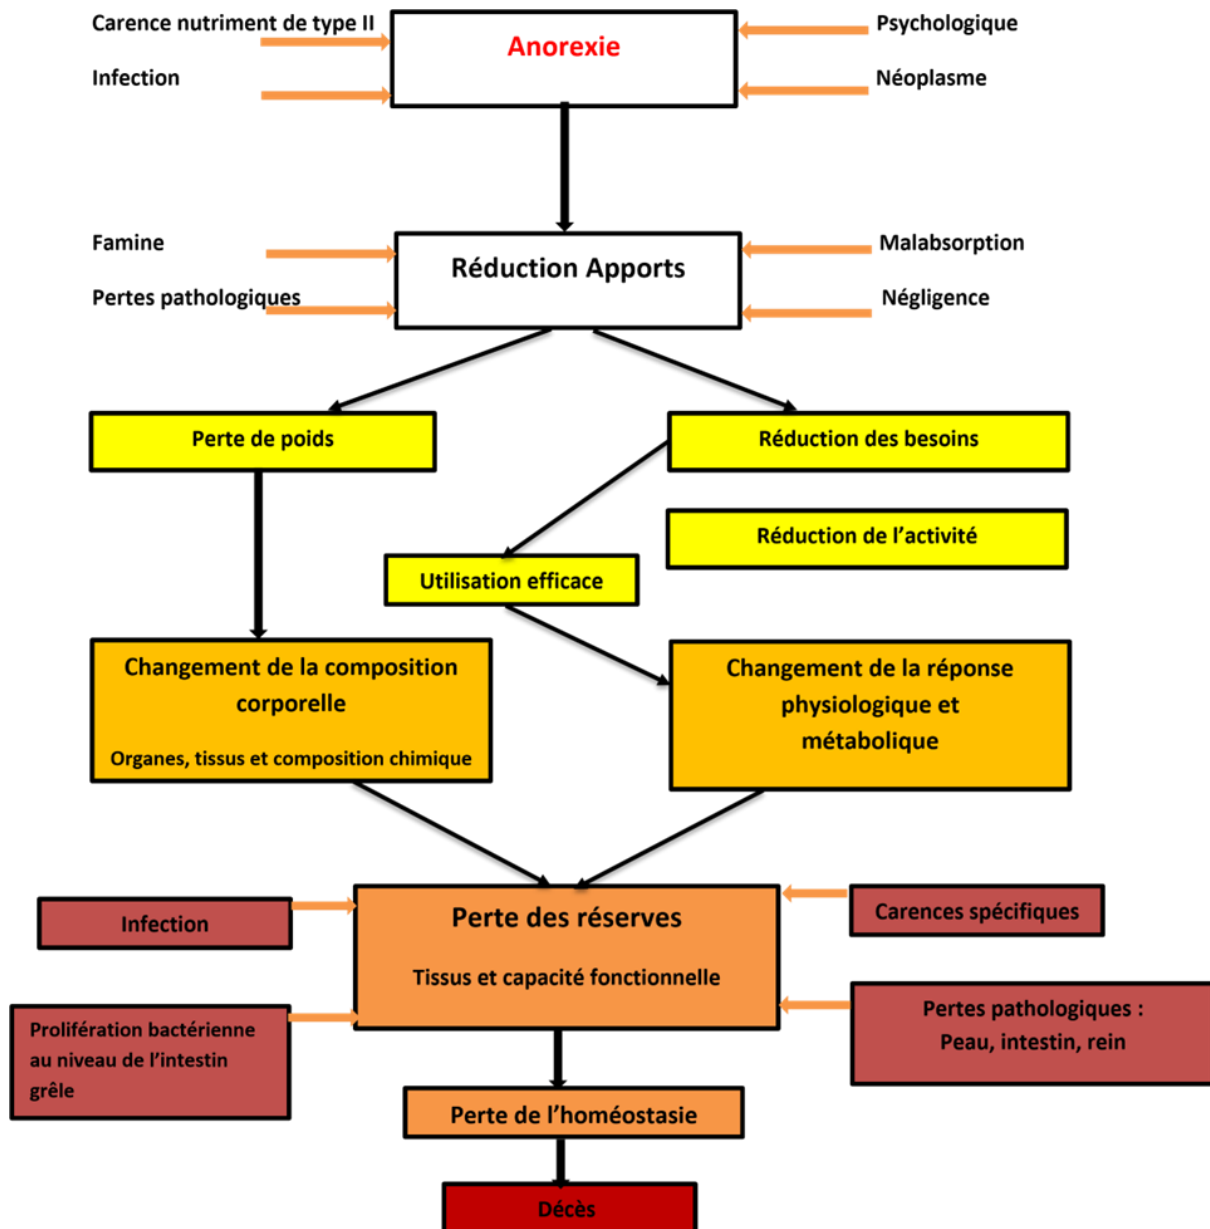 Carence nutriment de type II
Psychologique
Anorexie
Infection
Néoplasme
Famine
Malabsorption
Réduction Apports
Pertes pathologiques
Négligence
Perte de poids
Réduction des besoins
Réduction de l'activité
Utilisation efficace
Changement de la composition
corporelle
Organes, tissus et composition chimique
Changement de la réponse
physiologique et
métabolique
Infection
Perte des réserves
Tissus et capacité fonctionnelle
Carences spécifiques
Prolifération bactérienne
au niveau de l'intestin
grêle
Pertes pathologiques :
Peau, intestin, rein
Perte de l'homéostasie
Décès